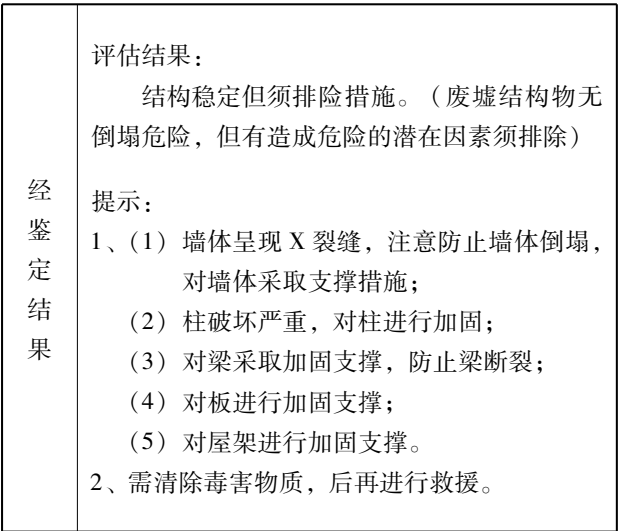 经鉴定结果
评估结果：
结构稳定但须排险措施。（废墟结构物无
倒塌危险，但有造成危险的潜在因素须排除）
提示：
1、（1）墙体呈现 X 裂缝，注意防止墙体倒塌，
对墙体采取支撑措施；
（2）柱破坏严重，对柱进行加固；
（3）对梁采取加固支撑，防止梁断裂；
（4）对板进行加固支撑；
（5）对屋架进行加固支撑。
2、需清除毒害物质，后再进行救援。